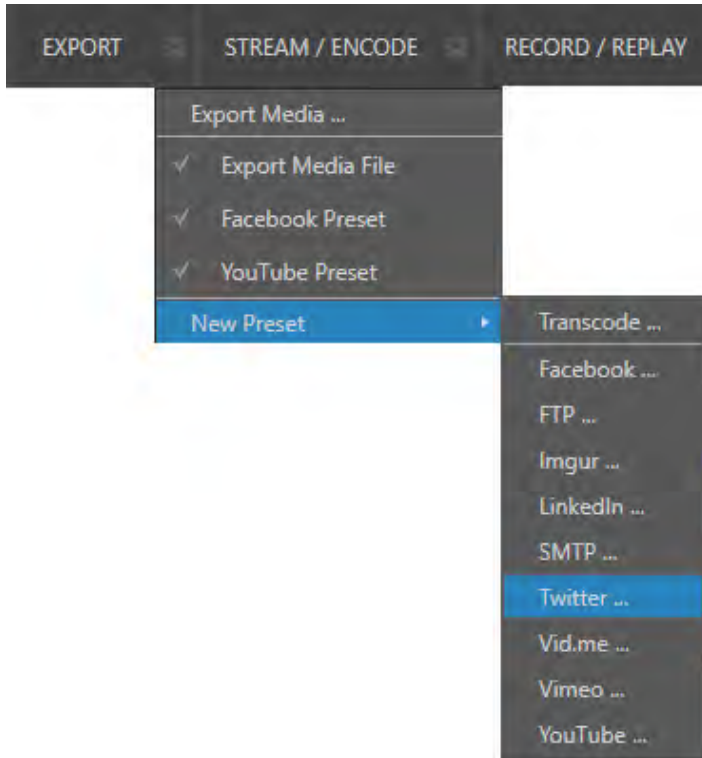 EXPORT STREAM / ENCODE RECORD / REPLAY
Export Media ...
Export Media File
Facebook Preset
YouTube Preset
New Preset
Transcode ...
Facebook ...
FTP ...
Imgur ...
LinkedIn ...
SMTP ...
Twitter ...
Vid.me ...
Vimeo ...
YouTube ...